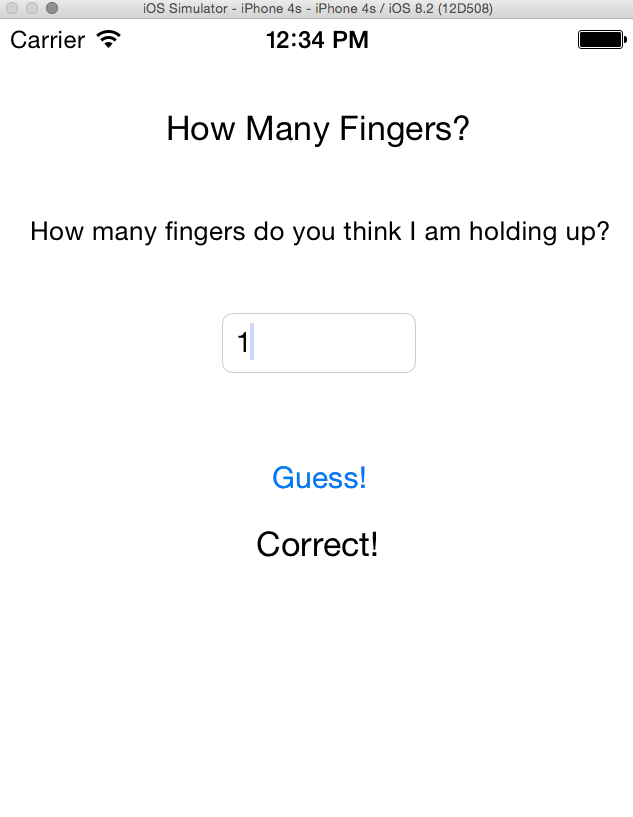 iOS Simulator - iPhone 4s - iPhone 4s / iOS 8.2 (12D508)
Carrier 12:34 PM
How Many Fingers?
How many fingers do you think I am holding up?
1
Guess!
Correct!